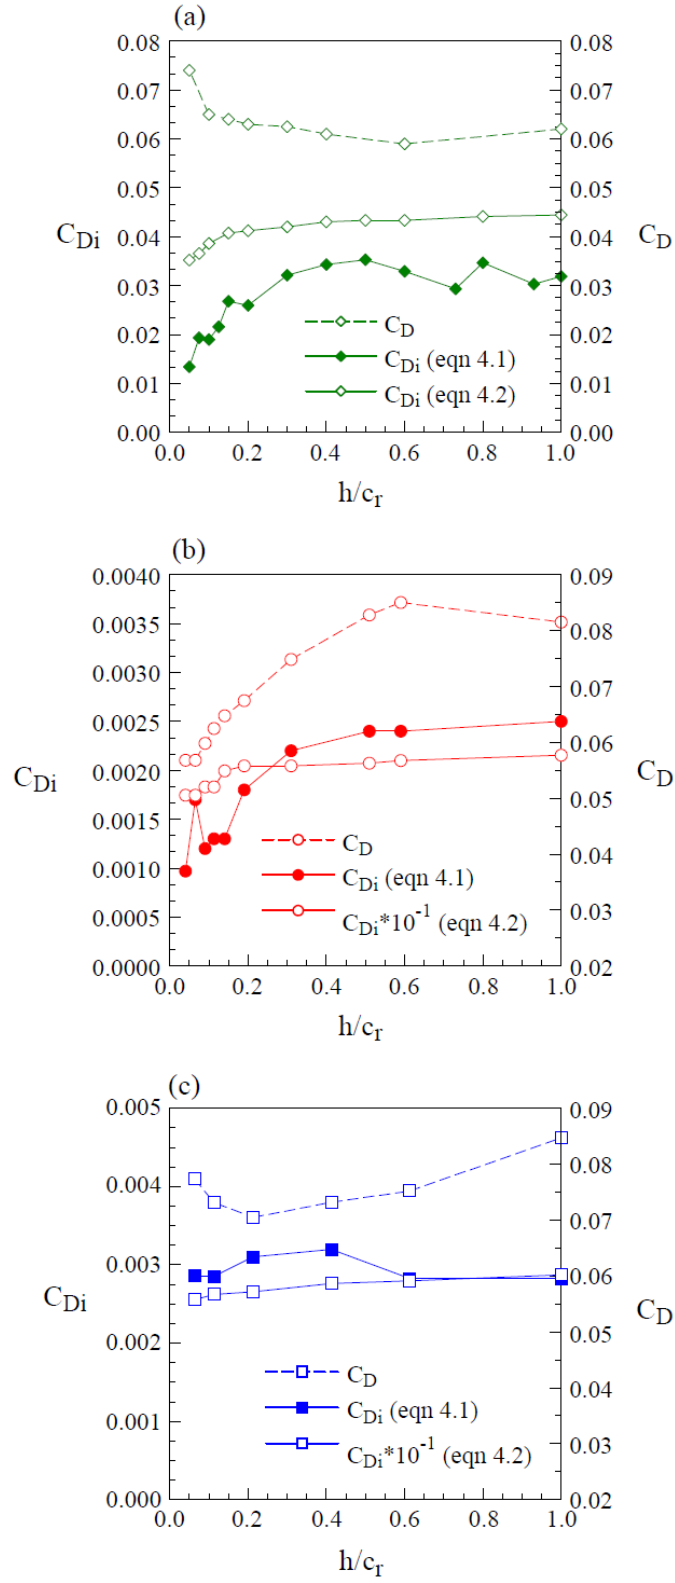 (a)
0.08
0.07
0.06
0.05
0.04
0.03
0.02
0.01
0.00
C_Di
0.08
0.07
0.06
0.05
0.04
0.03
0.02
0.01
0.00
C_D
C_D
C_Di (eqn 4.1)
C_Di (eqn 4.2)
0.0 0.2 0.4 0.6 0.8 1.0
h/c_r
(b)
0.0040
0.0035
0.0030
0.0025
0.0020
0.0015
0.0010
0.0005
0.0000
C_Di
0.09
0.08
0.07
0.06
0.05
0.04
0.03
0.02
C_D
C_D
C_Di (eqn 4.1)
C_Di*10^-1 (eqn 4.2)
0.0 0.2 0.4 0.6 0.8 1.0
h/c_r
(c)
0.005
0.004
0.003
0.002
0.001
0.000
C_Di
0.09
0.08
0.07
0.06
0.05
0.04
0.03
0.02
C_D
C_D
C_Di (eqn 4.1)
C_Di*10^-1 (eqn 4.2)
0.0 0.2 0.4 0.6 0.8 1.0
h/c_r